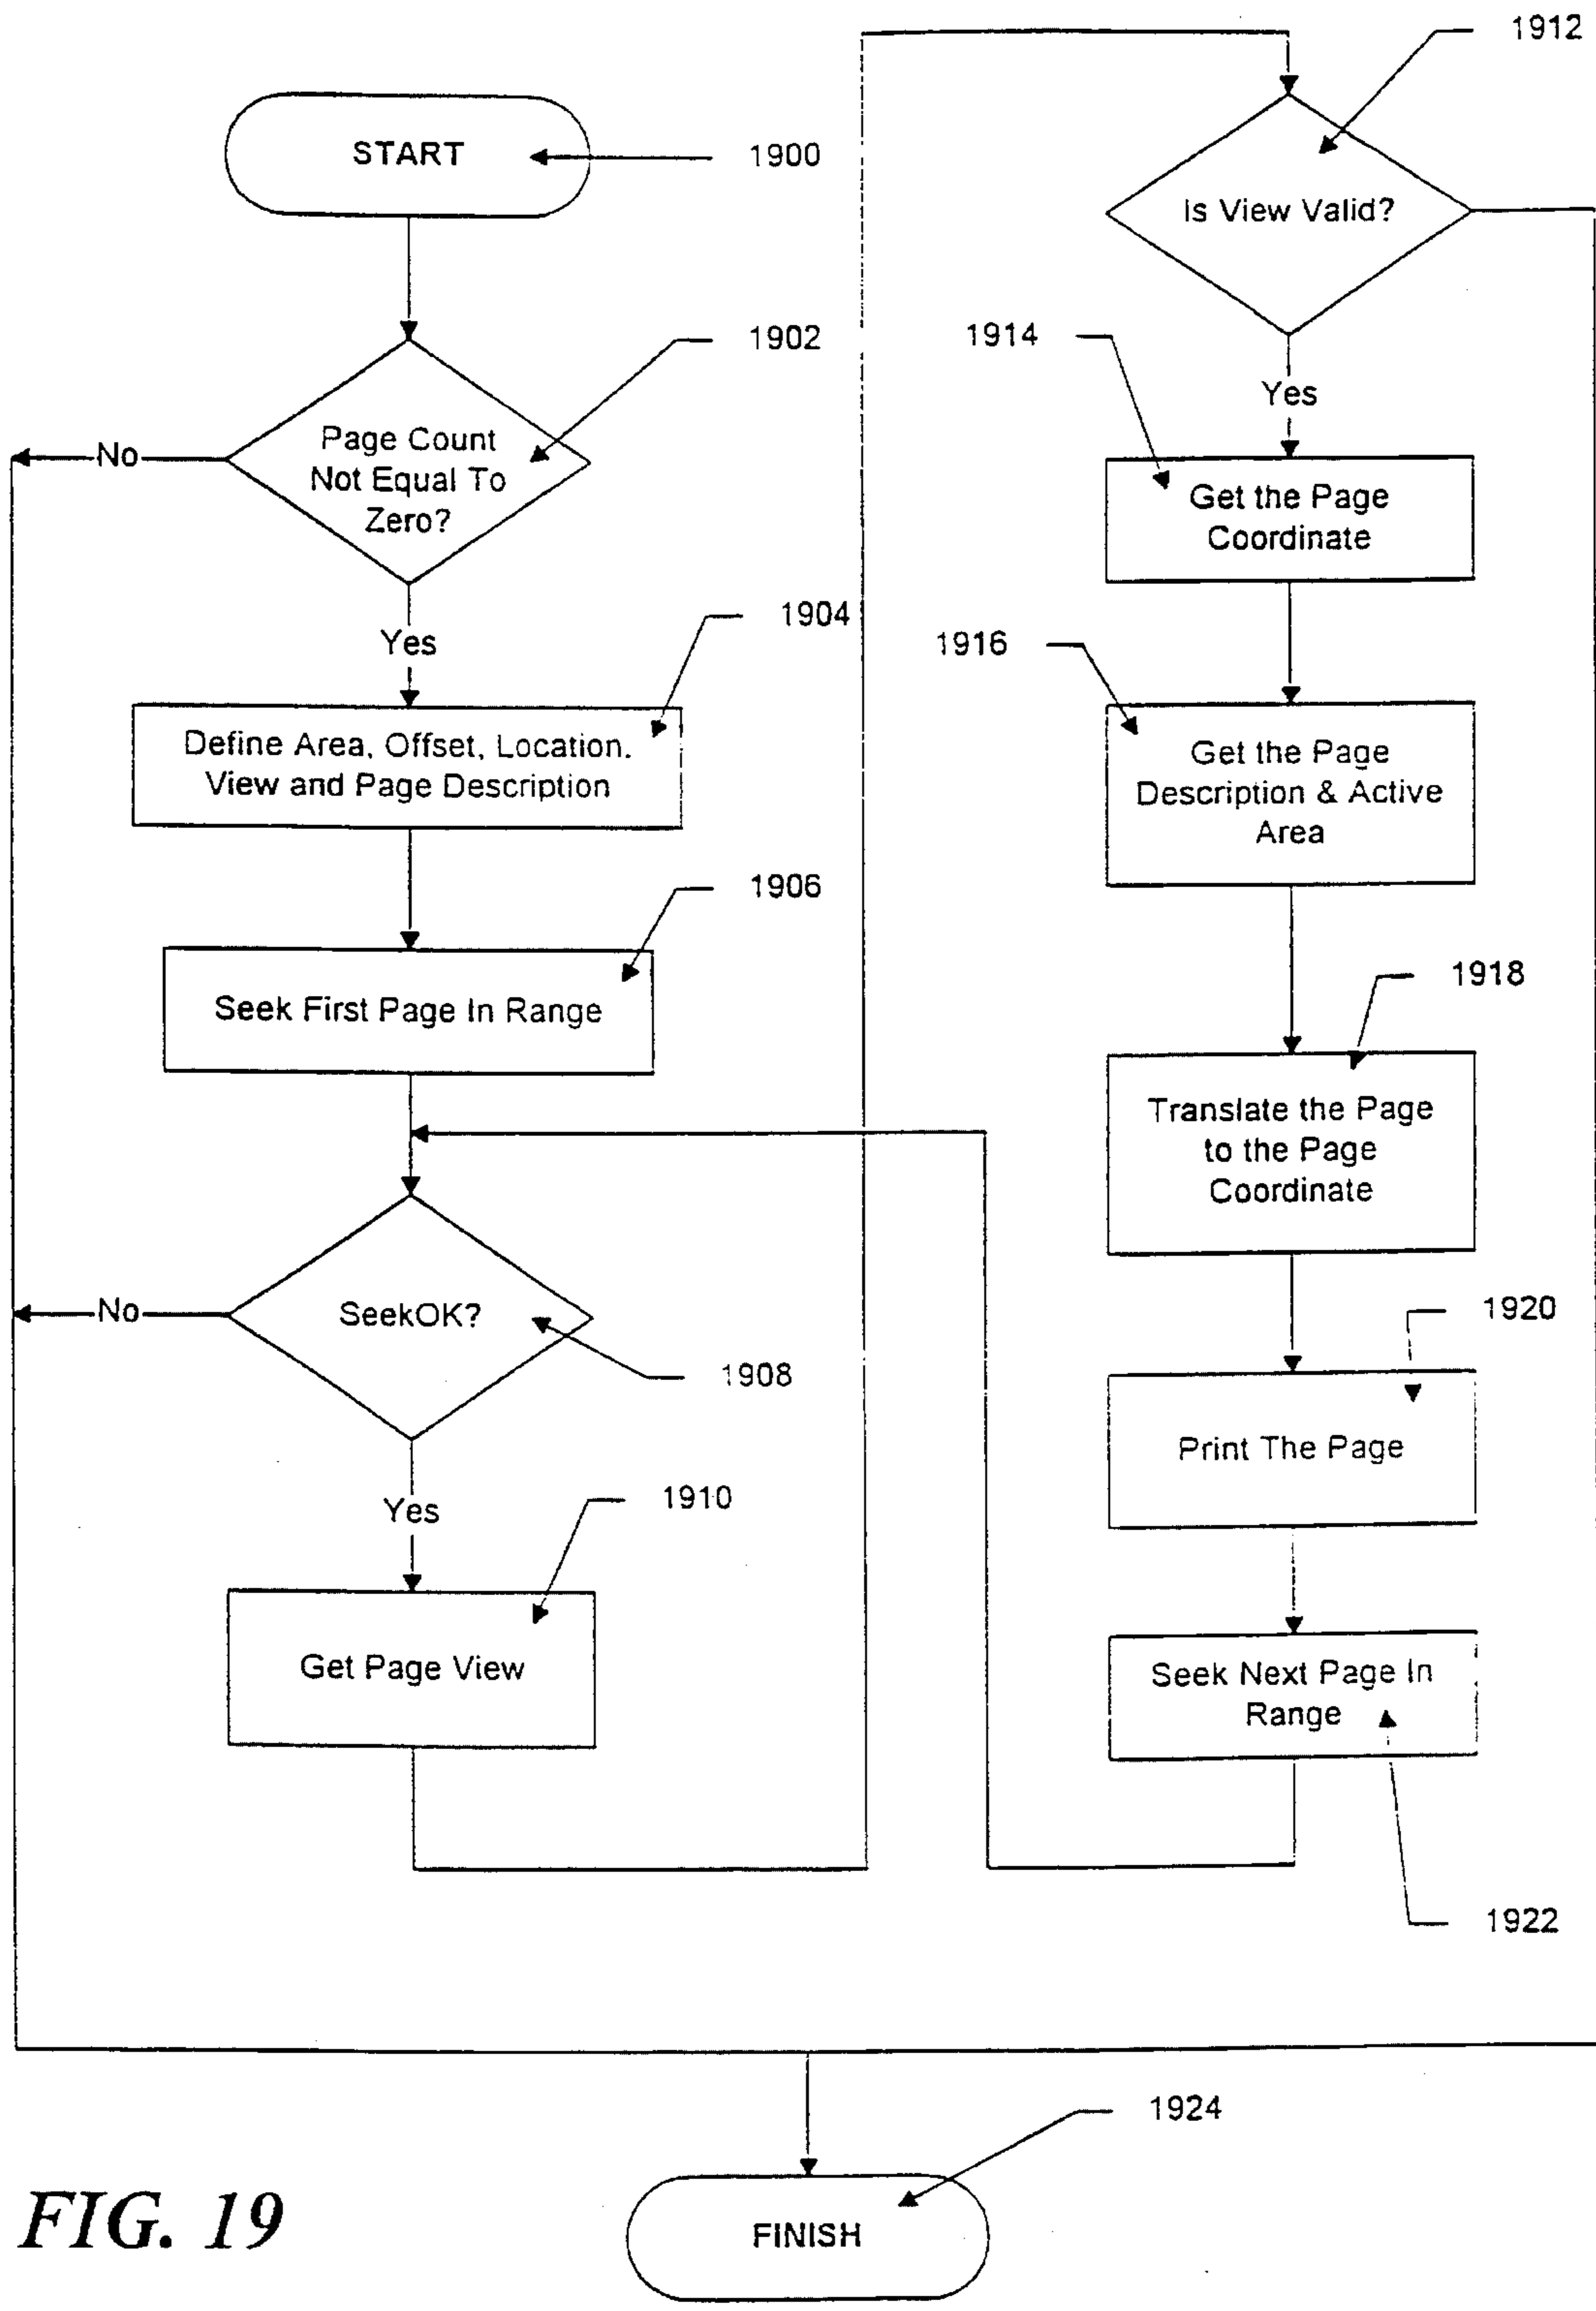 START
1900
1902
Page Count
Not Equal To
Zero?
No
Yes
1904
Define Area, Offset, Location.
View and Page Description
1906
Seek First Page In Range
SeekOK?
No
1908
Yes
1910
Get Page View
1912
Is View Valid?
1914
Yes
Get the Page
Coordinate
1916
Get the Page
Description & Active
Area
1918
Translate the Page
to the Page
Coordinate
1920
Print The Page
Seek Next Page In
Range
1922
1924
FINISH
FIG. 19